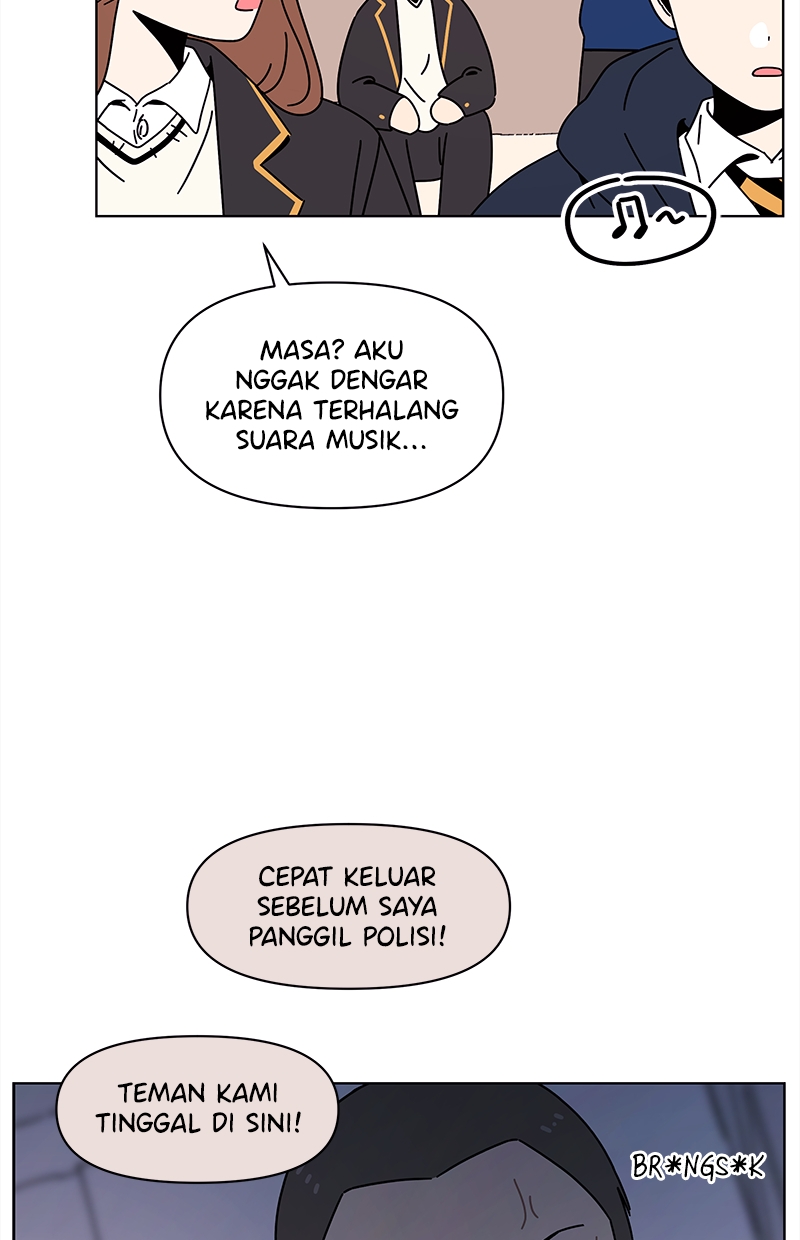 MASA? AKU
NGGAK DENGAR
KARENA TERHALANG
SUARA MUSIK...
CEPAT KELUAR
SEBELUM SAYA
PANGGIL POLISI!
TEMAN KAMI
TINGGAL DI SINI!
BR*NGS*K